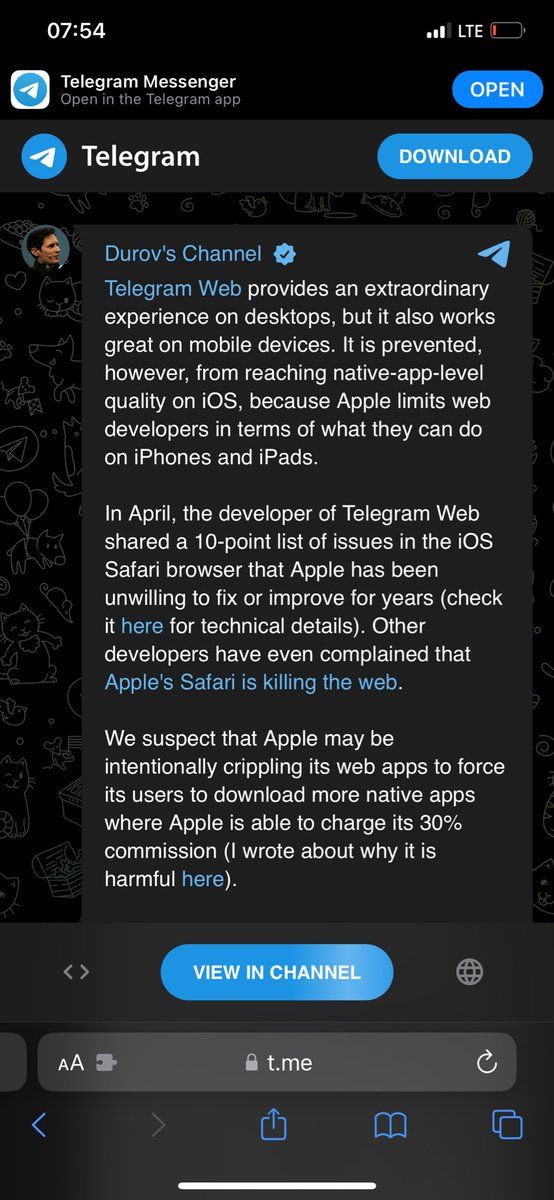 07:54
LTE
Telegram Messenger
Open in the Telegram app
OPEN
Telegram
DOWNLOAD
Durov's Channel
Telegram Web provides an extraordinary
experience on desktops, but it also works
great on mobile devices. It is prevented,
however, from reaching native-app-level
quality on iOS, because Apple limits web
developers in terms of what they can do
on iPhones and iPads.
In April, the developer of Telegram Web
shared a 10-point list of issues in the iOS
Safari browser that Apple has been
unwilling to fix or improve for years (check
it here for technical details). Other
developers have even complained that
Apple's Safari is killing the web.
We suspect that Apple may be
intentionally crippling its web apps to force
its users to download more native apps
where Apple is able to charge its 30%
commission (I wrote about why it is
harmful here).
VIEW IN CHANNEL
AA
t.me